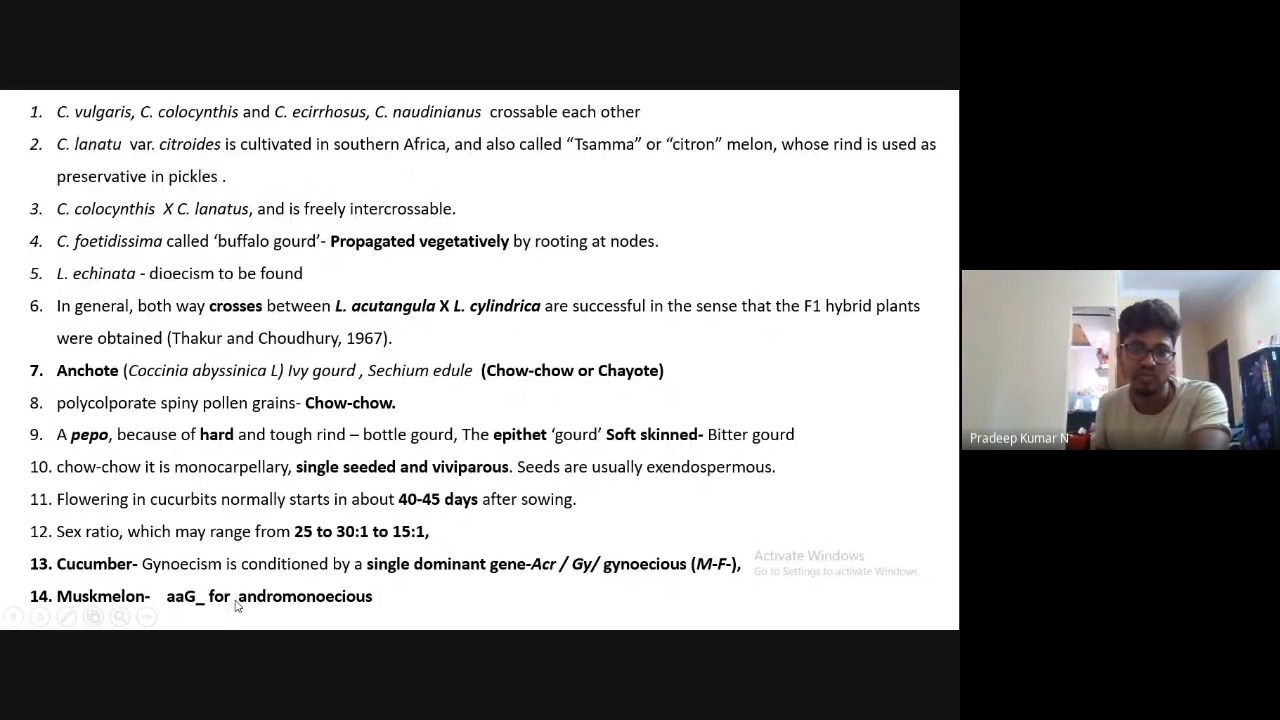 1. C. vulgaris, C. colocynthis and C. ecirrhosus, C. naudinianus crossable each other
2. C. lanatu var. citroides is cultivated in southern Africa, and also called “Tsamma” or “citron” melon, whose rind is used as
preservative in pickles .
3. C. colocynthis X C. lanatus, and is freely intercrossable.
4. C. foetidissima called ‘buffalo gourd’- Propagated vegetatively by rooting at nodes.
5. L. echinata - dioecism to be found
6. In general, both way crosses between L. acutangula X L. cylindrica are successful in the sense that the F1 hybrid plants
were obtained (Thakur and Choudhury, 1967).
7. Anchote (Coccinia abyssinica L) Ivy gourd , Sechium edule (Chow-chow or Chayote)
8. polycolporate spiny pollen grains- Chow-chow.
9. A pepo, because of hard and tough rind – bottle gourd, The epithet ‘gourd’ Soft skinned- Bitter gourd
10. chow-chow it is monocarpellary, single seeded and viviparous. Seeds are usually exendospermous.
11. Flowering in cucurbits normally starts in about 40-45 days after sowing.
12. Sex ratio, which may range from 25 to 30:1 to 15:1,
13. Cucumber- Gynoecism is conditioned by a single dominant gene-Acr / Gy/ gynoecious (M-F-),
14. Muskmelon- aaG_ for andromonoecious
Activate Windows
Go to Settings to activate Windows.
Pradeep Kumar N